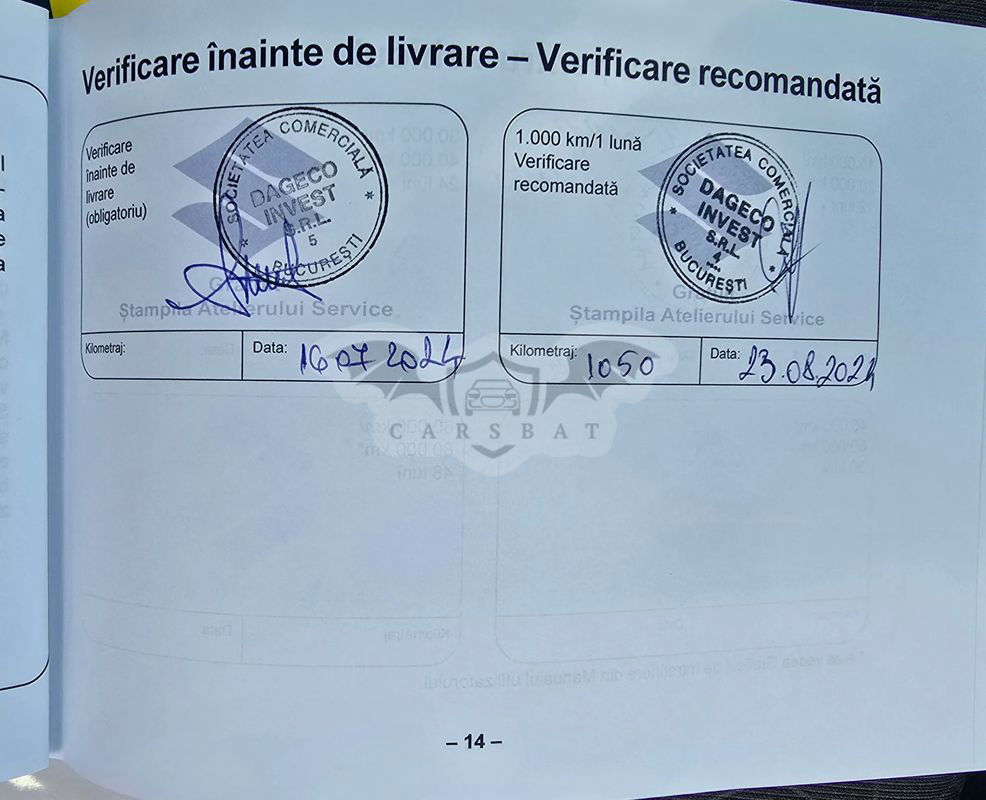 Verificare înainte de livrare – Verificare recomandată
Verificare
înainte de
livrare
(obligatoriu)
SOCIETATEA COMERCIALĂ
DAGECO
INVEST
S.R.L.
5
BUCUREȘTI
Ștampila Atelierului Service
Kilometraj:
Data: 16 07 2024
1.000 km/1 lună
Verificare
recomandată
SOCIETATEA COMERCIALĂ
DAGECO
INVEST
S.R.L.
4
BUCUREȘTI
Ștampila Atelierului Service
Kilometraj: 1050
Data: 23.08.2024
CARSBAT
– 14 –